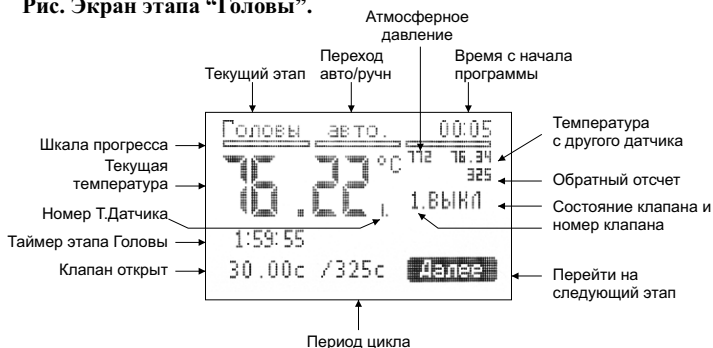 Рис. Экран этапа “Головы”.
Атмосферное
давление
Текущий этап
Переход
авто/ручн
Время с начала
программы
Головы авто. 00:05
Шкала прогресса
Текущая
температура
Номер Т.Датчика
Таймер этапа Головы
Клапан открыт
76.22 °C
1.
772 76.34
325
1.ВЫКЛ
1:59:55
30.00с /325с Далее
Температура
с другого датчика
Обратный отсчет
Состояние клапана и
номер клапана
Перейти на
следующий этап
Период цикла